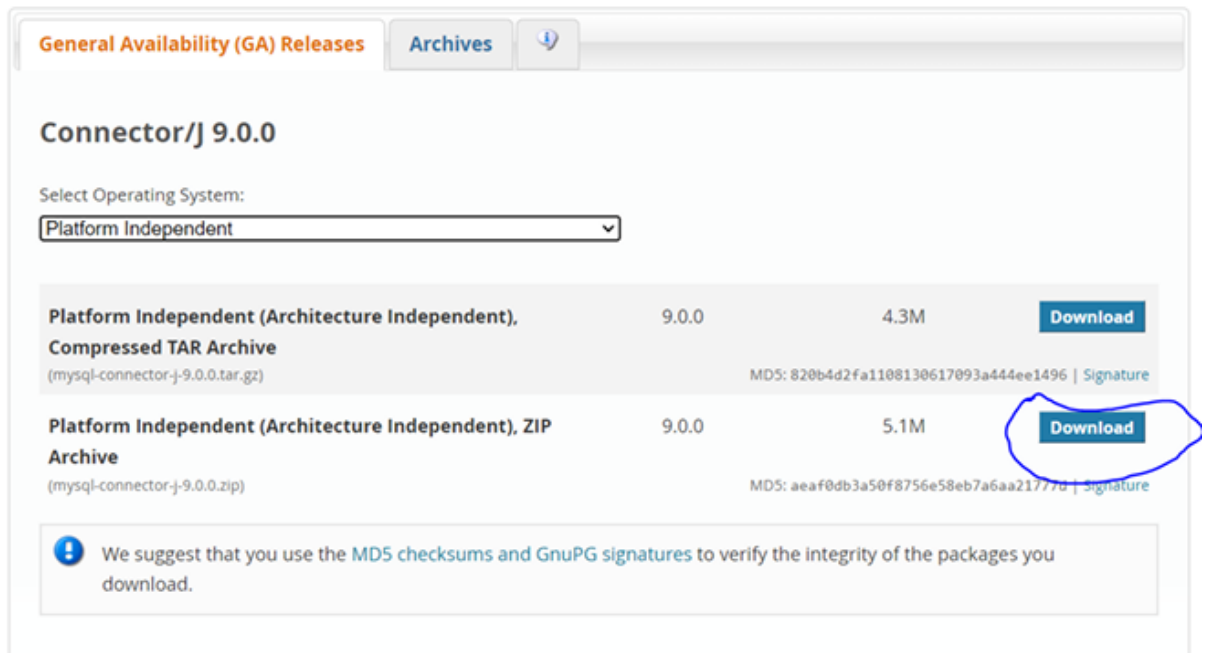 General Availability (GA) Releases
Archives
Connector/J 9.0.0
Select Operating System:
Platform Independent
Platform Independent (Architecture Independent),
Compressed TAR Archive
9.0.0
4.3M
Download
(mysql-connector-j-9.0.0.tar.gz)
MD5: 820b4d2fa1108130617093a444ee1496 | Signature
Platform Independent (Architecture Independent), ZIP
Archive
9.0.0
5.1M
Download
(mysql-connector-j-9.0.0.zip)
MD5: aeaf0db3a50f8756e58eb7a6aa21777d | Signature
We suggest that you use the MD5 checksums and GnuPG signatures to verify the integrity of the packages you
download.